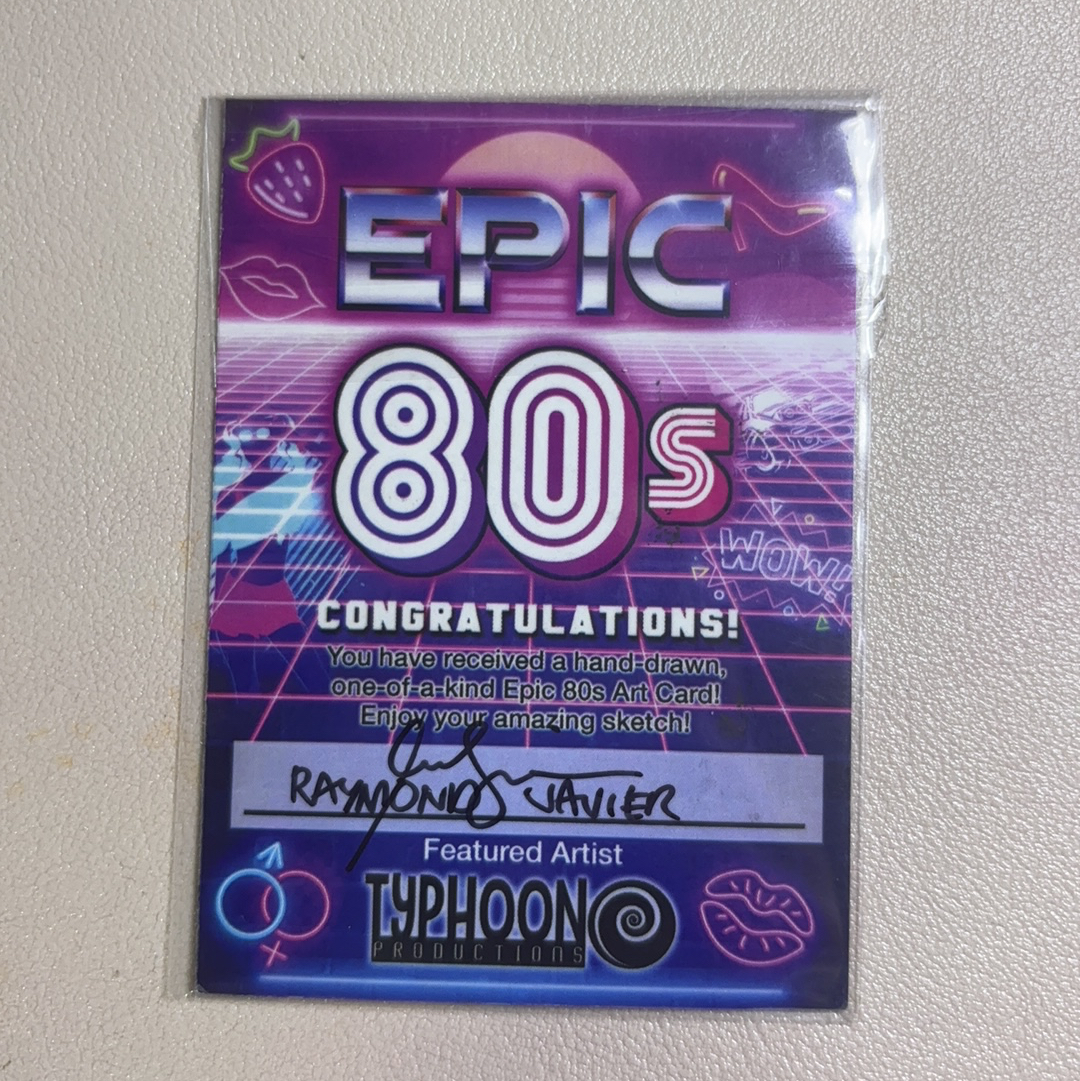 EPIC
80s
WOW!
CONGRATULATIONS!
You have received a hand-drawn,
one-of-a-kind Epic 80s Art Card!
Enjoy your amazing sketch!
RAYMOND JAVIER
Featured Artist
TYPHOON
PRODUCTIONS